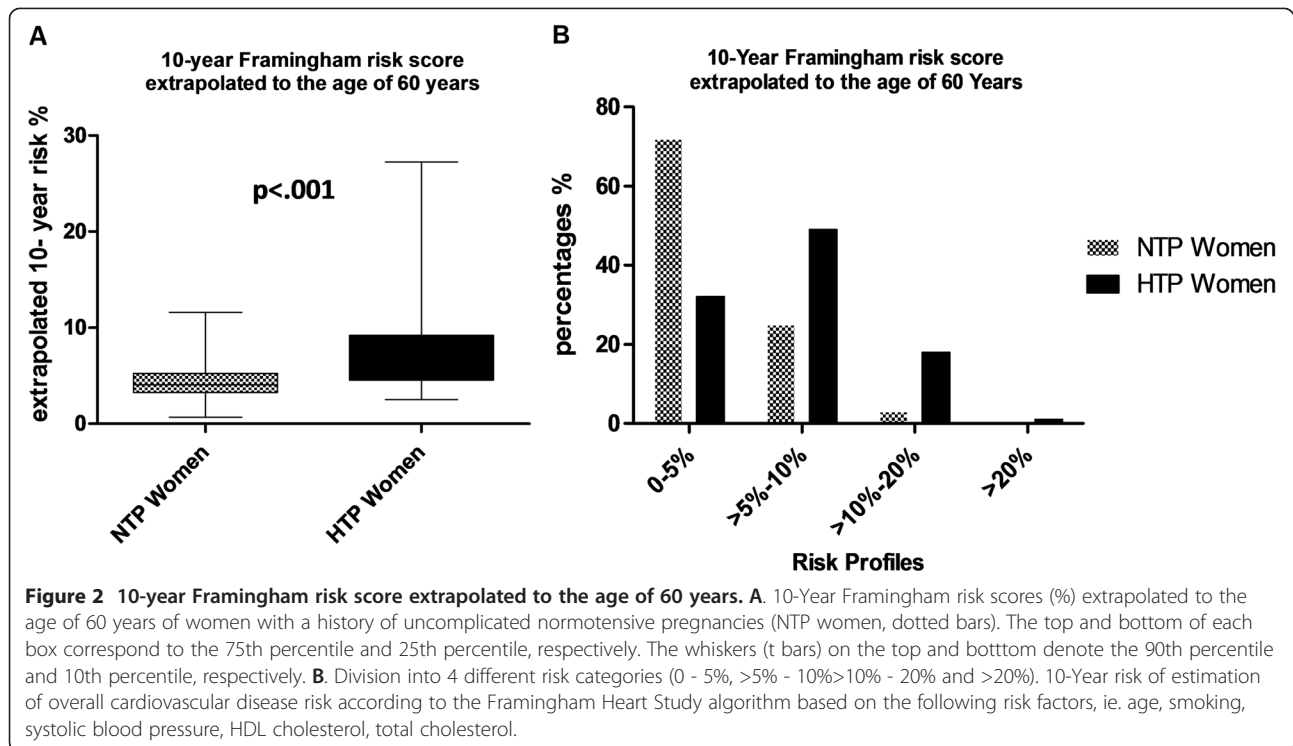 A
10-year Framingham risk score
extrapolated to the age of 60 years
extrapolated 10- year risk %
30
20
10
0
p<.001
NTP Women
HTP Women
B
10-Year Framingham risk score
extrapolated to the age of 60 Years
percentages %
80
60
40
20
0
0-5%
>5%-10%
>10%-20%
>20%
Risk Profiles
NTP Women
HTP Women
Figure 2 10-year Framingham risk score extrapolated to the age of 60 years. A. 10-Year Framingham risk scores (%) extrapolated to the
age of 60 years of women with a history of uncomplicated normotensive pregnancies (NTP women, dotted bars). The top and bottom of each
box correspond to the 75th percentile and 25th percentile, respectively. The whiskers (t bars) on the top and botttom denote the 90th percentile
and 10th percentile, respectively. B. Division into 4 different risk categories (0 - 5%, >5% - 10%>10% - 20% and >20%). 10-Year risk of estimation
of overall cardiovascular disease risk according to the Framingham Heart Study algorithm based on the following risk factors, ie. age, smoking,
systolic blood pressure, HDL cholesterol, total cholesterol.